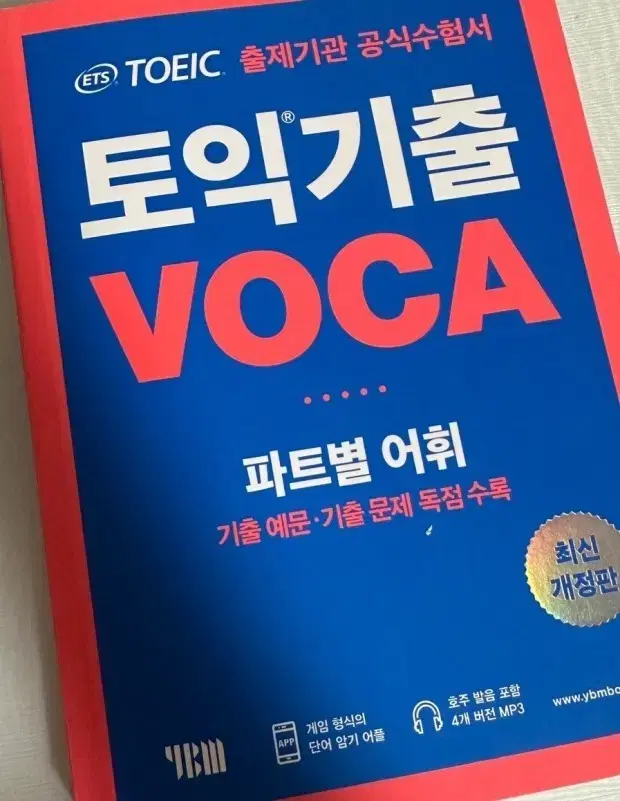 ETS TOEIC® 출제기관 공식수험서
토익®기출
VOCA
파트별 어휘
기출 예문·기출 문제 독점 수록
최신
개정판
YBM
APP
게임 형식의
단어 암기 어플
호주 발음 포함
4개 버전 MP3
www.ybmbo